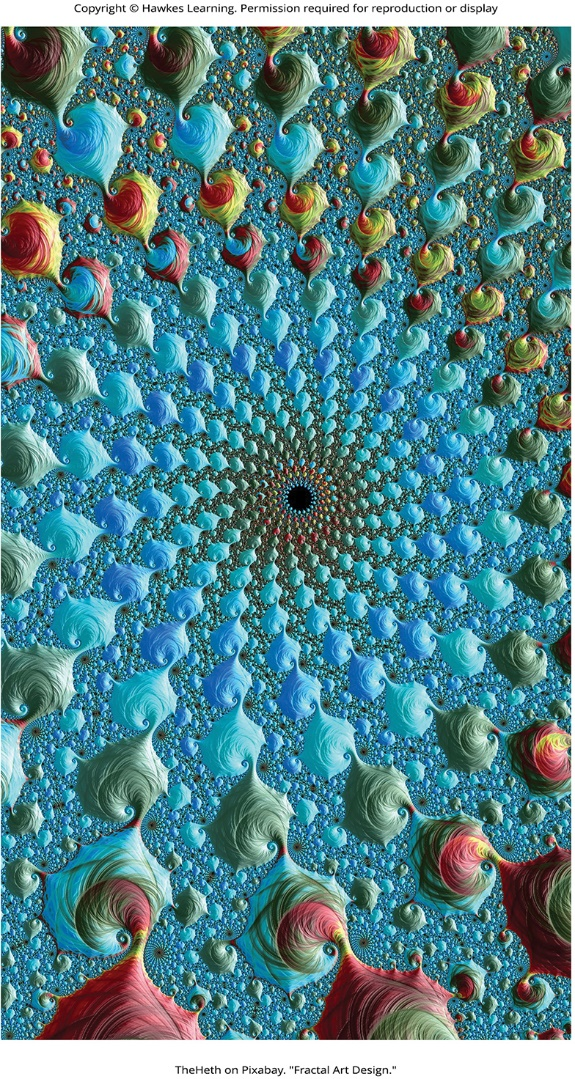 Copyright © Hawkes Learning. Permission required for reproduction or display
TheHeth on Pixabay. "Fractal Art Design."